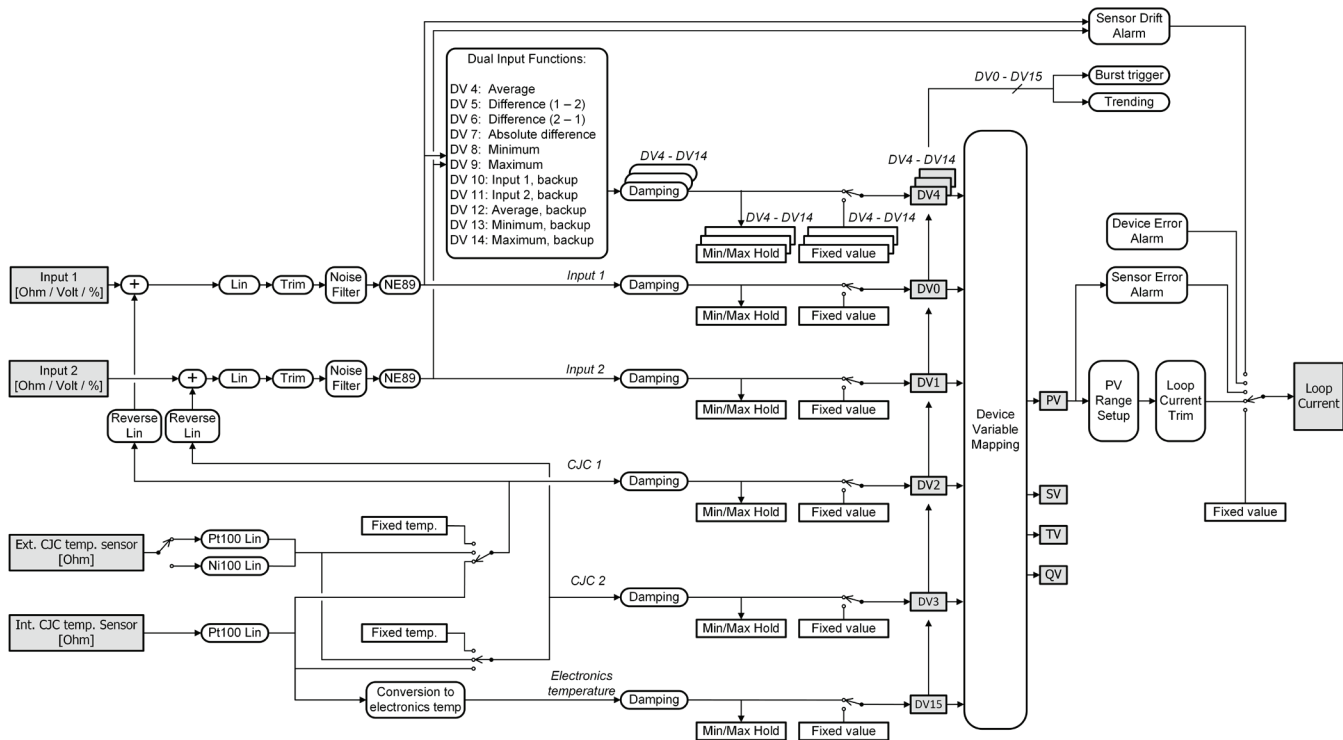 Sensor Drift
Alarm
Dual Input Functions:
DV 4: Average
DV 5: Difference (1 – 2)
DV 6: Difference (2 – 1)
DV 7: Absolute difference
DV 8: Minimum
DV 9: Maximum
DV 10: Input 1, backup
DV 11: Input 2, backup
DV 12: Average, backup
DV 13: Minimum, backup
DV 14: Maximum, backup
DV0 - DV15
Burst trigger
Trending
DV4 - DV14
Damping
DV4 - DV14
DV4
DV4 - DV14
Min/Max Hold
DV4 - DV14
Fixed value
Device Error
Alarm
Input 1
[Ohm / Volt / %]
+
Lin
Trim
Noise
Filter
NE89
Input 1
Damping
DV0
Min/Max Hold
Fixed value
Sensor Error
Alarm
Input 2
[Ohm / Volt / %]
+
Lin
Trim
Noise
Filter
NE89
Input 2
Damping
DV1
Min/Max Hold
Fixed value
Device
Variable
Mapping
PV
PV
Range
Setup
Loop
Current
Trim
Loop
Current
Reverse
Lin
Reverse
Lin
CJC 1
Damping
DV2
Min/Max Hold
Fixed value
SV
TV
QV
Fixed value
Ext. CJC temp. sensor
[Ohm]
Pt100 Lin
Ni100 Lin
Fixed temp.
CJC 2
Damping
DV3
Min/Max Hold
Fixed value
Int. CJC temp. Sensor
[Ohm]
Pt100 Lin
Fixed temp.
Conversion to
electronics temp
Electronics
temperature
Damping
DV15
Min/Max Hold
Fixed value